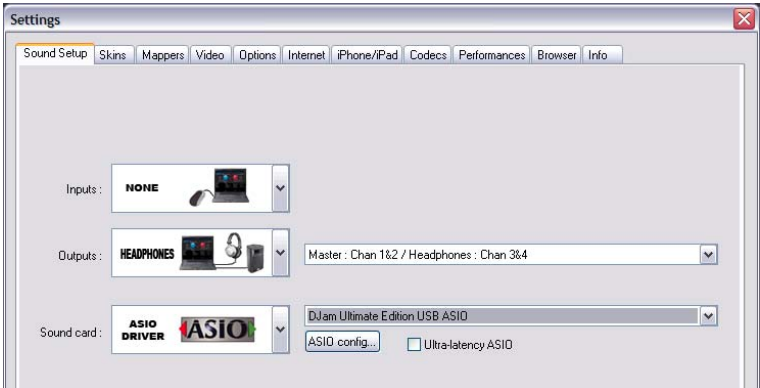 Settings
Sound Setup Skins Mappers Video Options Internet iPhone/iPad Codecs Performances Browser Info
Inputs : NONE
Outputs : HEADPHONES Master : Chan 1&2 / Headphones : Chan 3&4
Sound card : ASIO DRIVER ASIO DJam Ultimate Edition USB ASIO
ASIO config... Ultra-latency ASIO